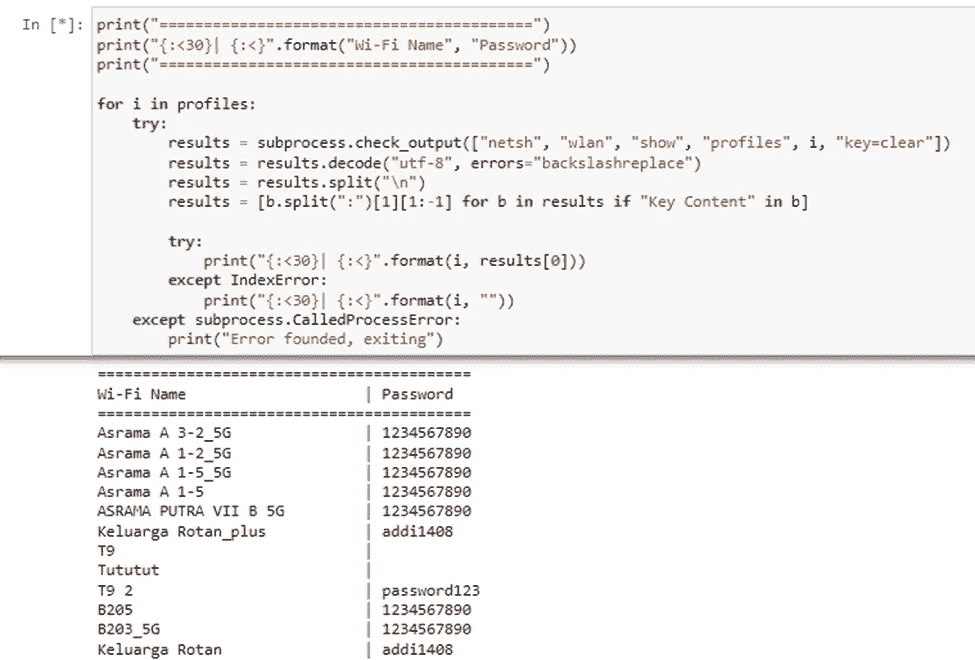 In [*]: print("==========================================")
print("{:<30}| {:<}".format("Wi-Fi Name", "Password"))
print("==========================================")
for i in profiles:
    try:
        results = subprocess.check_output(["netsh", "wlan", "show", "profiles", i, "key=clear"])
        results = results.decode("utf-8", errors="backslashreplace")
        results = results.split("\n")
        results = [b.split(":")[1][1:-1] for b in results if "Key Content" in b]
        try:
            print("{:<30}| {:<}".format(i, results[0]))
        except IndexError:
            print("{:<30}| {:<}".format(i, ""))
    except subprocess.CalledProcessError:
        print("Error founded, exiting")
==========================================
Wi-Fi Name                    | Password
==========================================
Asrama A 3-2_5G               | 1234567890
Asrama A 1-2_5G               | 1234567890
Asrama A 1-5_5G               | 1234567890
Asrama A 1-5                  | 1234567890
ASRAMA PUTRA VII B 5G         | 1234567890
Keluarga Rotan_plus           | addi1408
T9                            |
Tututut                       |
T9 2                          | password123
B205                          | 1234567890
B203_5G                       | 1234567890
Keluarga Rotan                | addi1408